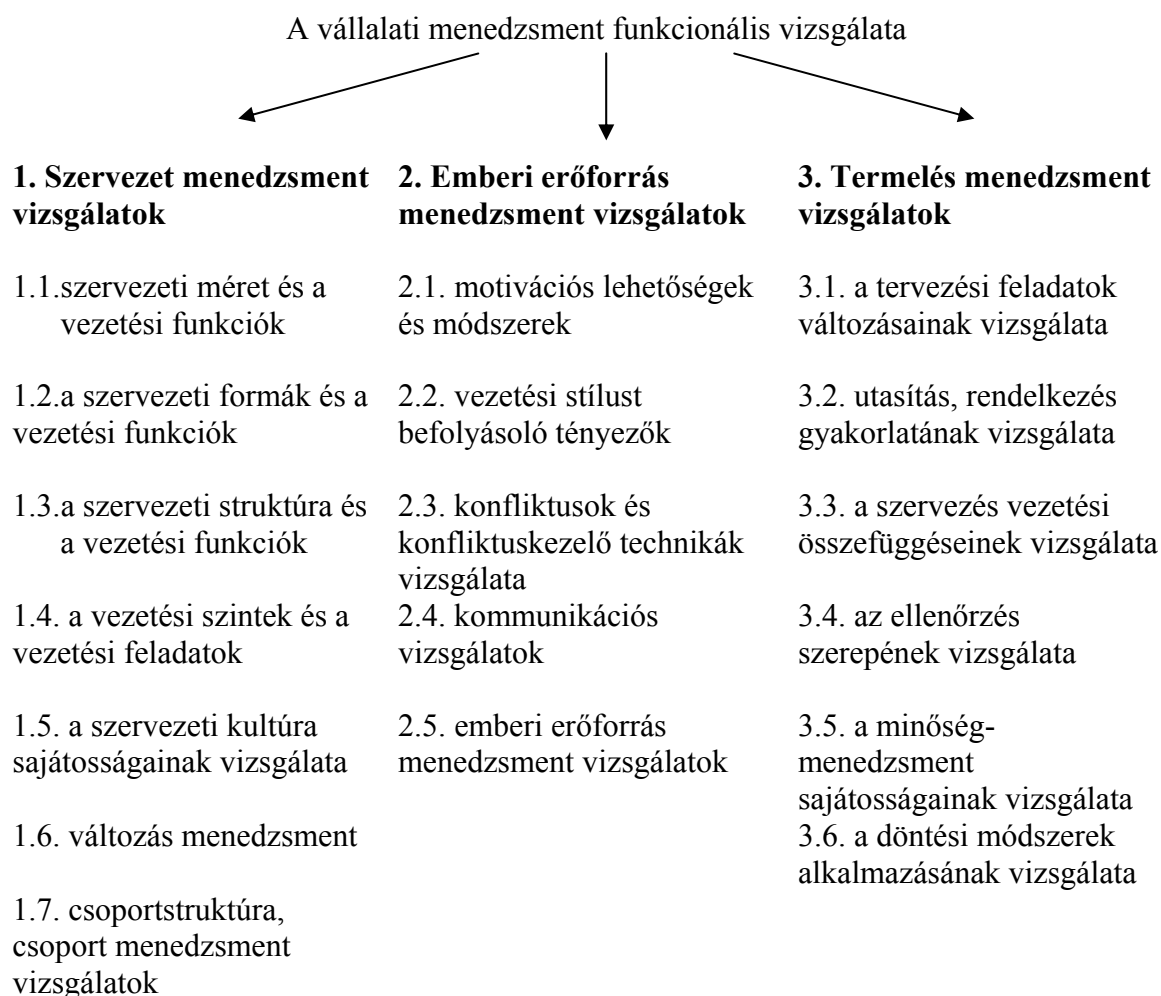 A vállalati menedzsment funkcionális vizsgálata
1. Szervezet menedzsment
vizsgálatok
1.1.szervezeti méret és a
vezetési funkciók
1.2.a szervezeti formák és a
vezetési funkciók
1.3.a szervezeti struktúra és
a vezetési funkciók
1.4. a vezetési szintek és a
vezetési feladatok
1.5. a szervezeti kultúra
sajátosságainak vizsgálata
1.6. változás menedzsment
1.7. csoportstruktúra,
csoport menedzsment
vizsgálatok
2. Emberi erőforrás
menedzsment vizsgálatok
2.1. motivációs lehetőségek
és módszerek
2.2. vezetési stílust
befolyásoló tényezők
2.3. konfliktusok és
konfliktuskezelő technikák
vizsgálata
2.4. kommunikációs
vizsgálatok
2.5. emberi erőforrás
menedzsment vizsgálatok
3. Termelés menedzsment
vizsgálatok
3.1. a tervezési feladatok
változásainak vizsgálata
3.2. utasítás, rendelkezés
gyakorlatának vizsgálata
3.3. a szervezés vezetési
összefüggéseinek vizsgálata
3.4. az ellenőrzés
szerepének vizsgálata
3.5. a minőség-
menedzsment
sajátosságainak vizsgálata
3.6. a döntési módszerek
alkalmazásának vizsgálata